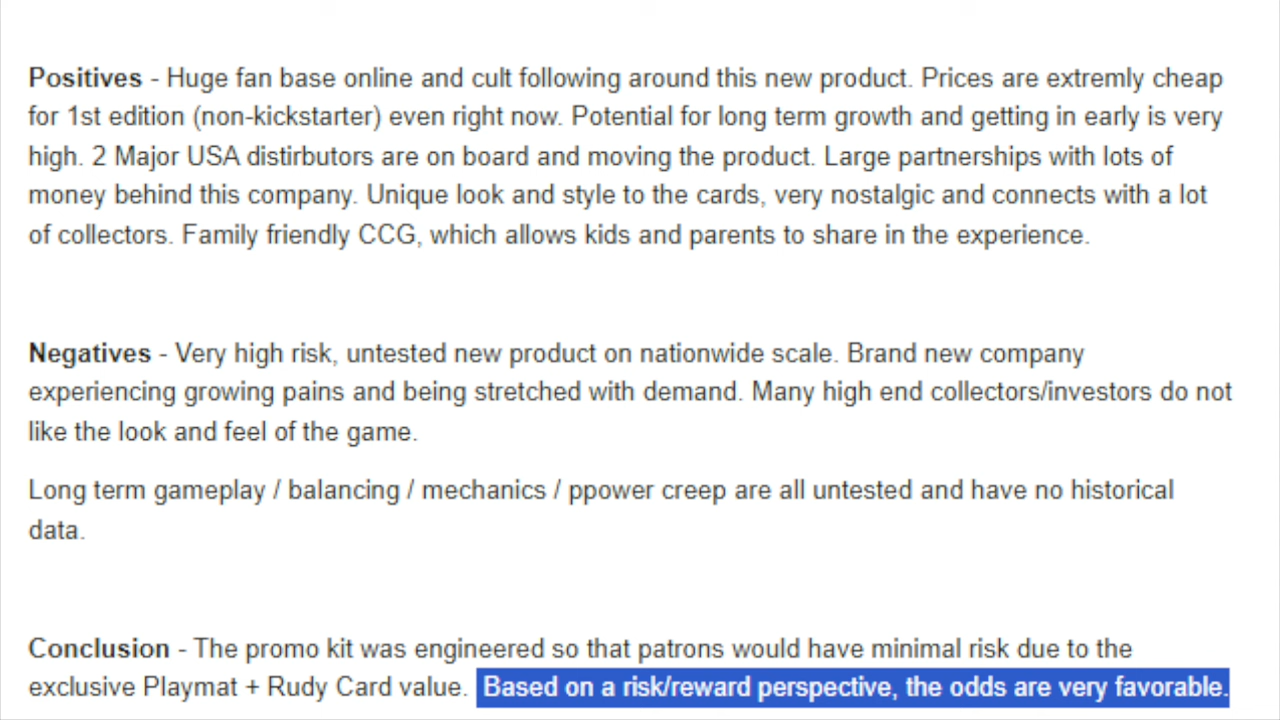 Positives - Huge fan base online and cult following around this new product. Prices are extremly cheap
for 1st edition (non-kickstarter) even right now. Potential for long term growth and getting in early is very
high. 2 Major USA distirbutors are on board and moving the product. Large partnerships with lots of
money behind this company. Unique look and style to the cards, very nostalgic and connects with a lot
of collectors. Family friendly CCG, which allows kids and parents to share in the experience.
Negatives - Very high risk, untested new product on nationwide scale. Brand new company
experiencing growing pains and being stretched with demand. Many high end collectors/investors do not
like the look and feel of the game.
Long term gameplay / balancing / mechanics / ppower creep are all untested and have no historical
data.
Conclusion - The promo kit was engineered so that patrons would have minimal risk due to the
exclusive Playmat + Rudy Card value. Based on a risk/reward perspective, the odds are very favorable.